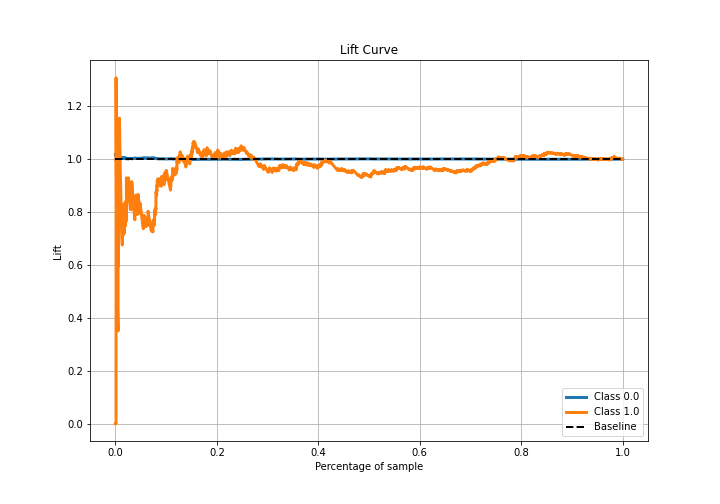 Lift Curve
Lift
1.2
1.0
0.8
0.6
0.4
0.2
0.0
0.0 0.2 0.4 0.6 0.8 1.0
Percentage of sample
Class 0.0
Class 1.0
Baseline